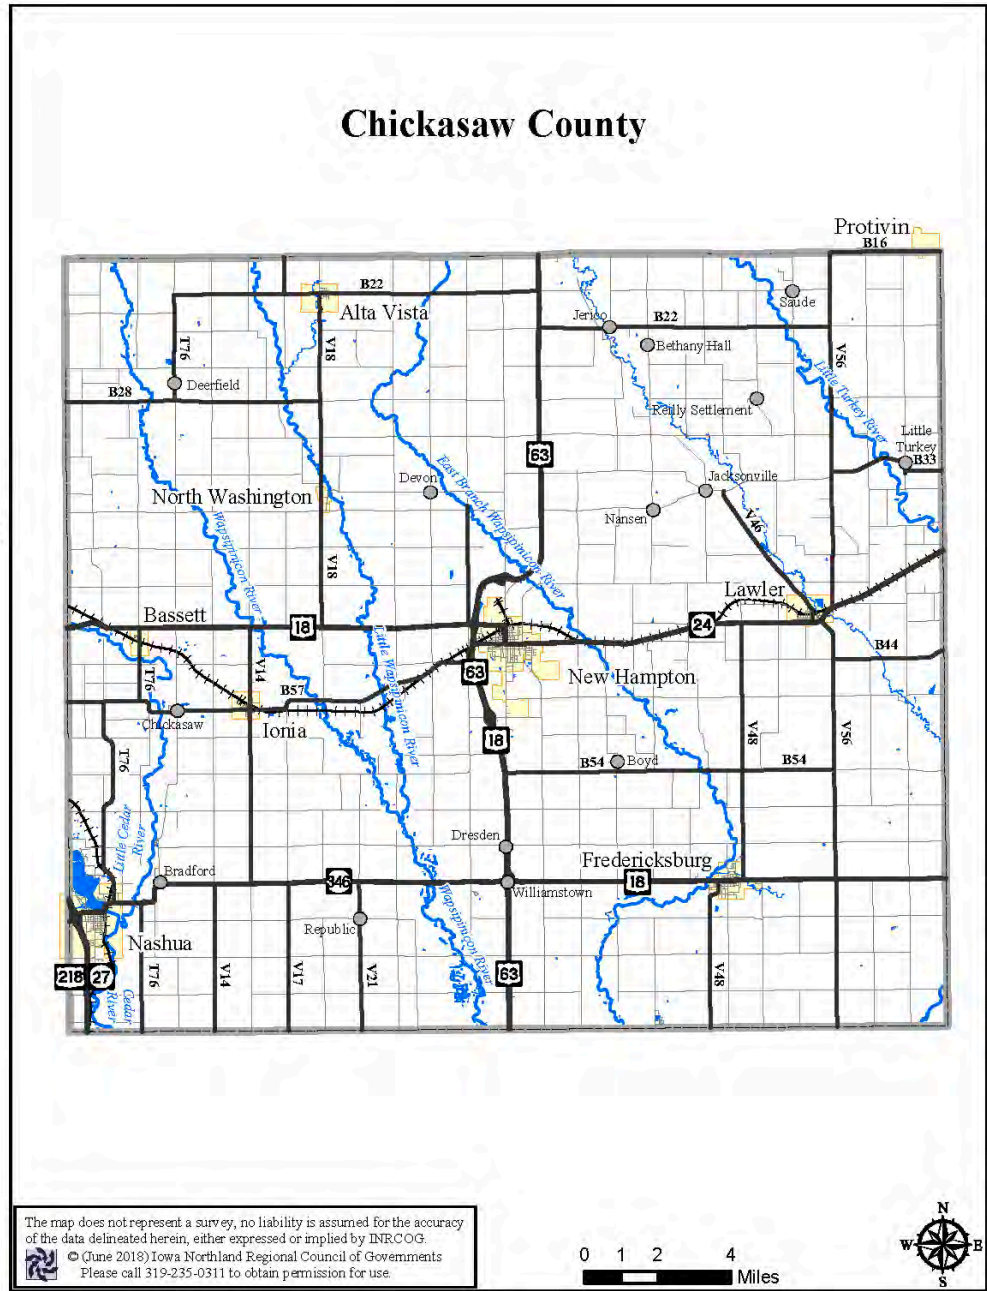 Chickasaw County
Protivin
B16
B22
Alta Vista
Saude
Jerico
B22
Bethany Hall
T76
V18
V56
Deerfield
Little Turkey River
B28
Reilly Settlement
Little
Turkey
B33
63
East Branch Wapsipinicon River
Devon
Jacksonville
North Washington
Nansen
V46
Wapsipinicon River
V18
Lawler
Bassett
18
24
Little Wapsipinicon River
B44
T76
V14
63
New Hampton
B57
Chickasaw
Ionia
18
V48
V56
T76
B54
Boyd
B54
Little Cedar
River
Dresden
Fredericksburg
Bradford
346
18
Williamstown
Wapsipinicon River
Republic
Nashua
218
27
T76
V14
V17
V21
63
V48
Cedar
River
The map does not represent a survey, no liability is assumed for the accuracy
of the data delineated herein, either expressed or implied by INRCOG.
© (June 2018) Iowa Northland Regional Council of Governments
Please call 319-235-0311 to obtain permission for use.
0 1 2 4
Miles
N
W E
S